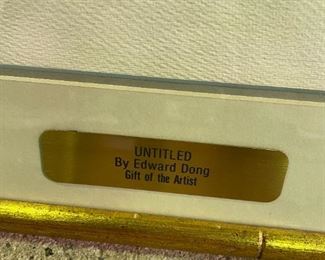 UNTITLED
By Edward Dong
Gift of the Artist